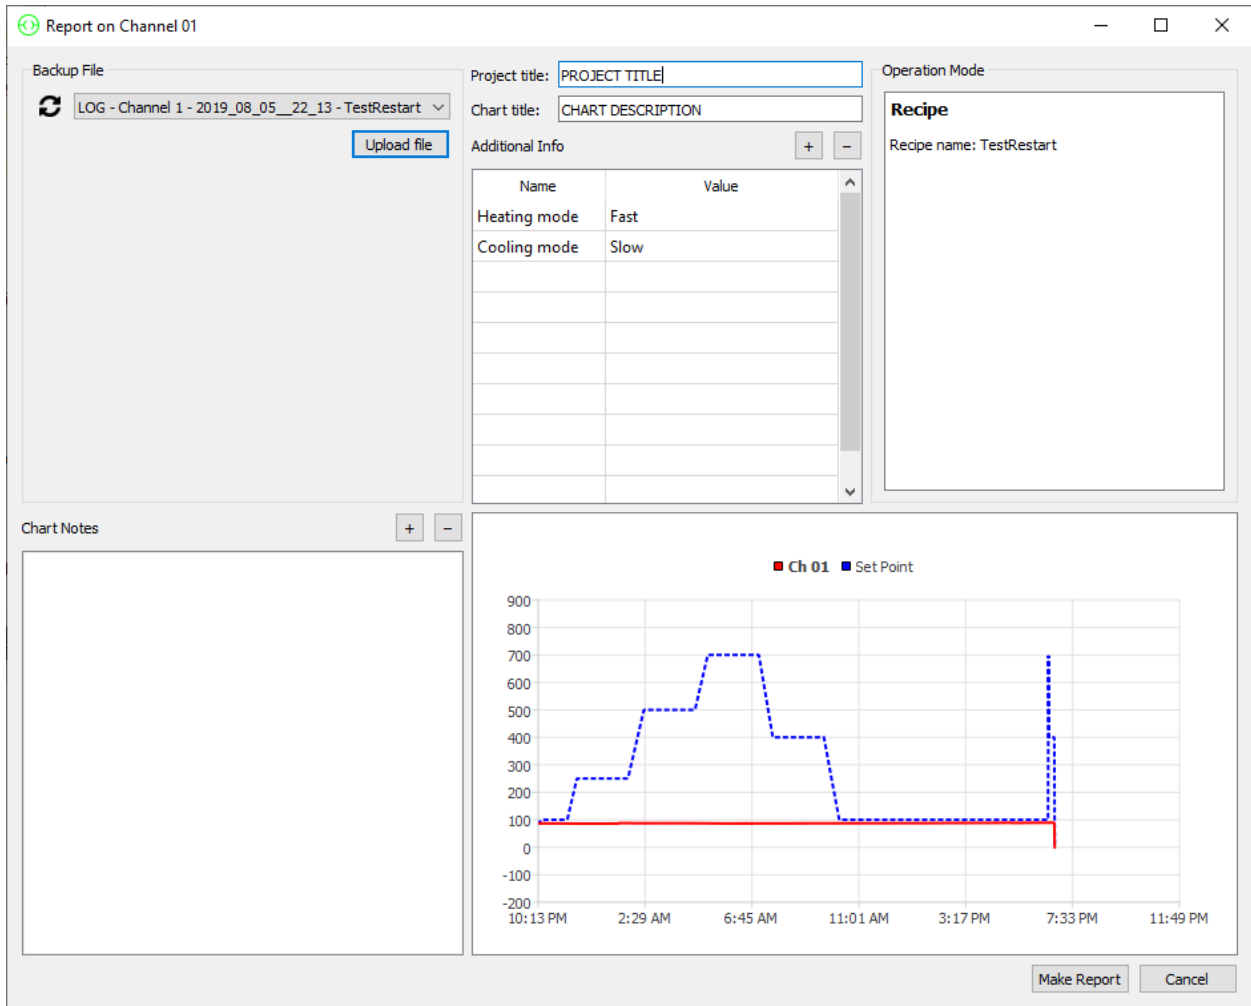 Report on Channel 01
Backup File
LOG - Channel 1 - 2019_08_05__22_13 - TestRestart
Upload file
Project title: PROJECT TITLE
Chart title: CHART DESCRIPTION
Additional Info + -
Name Value
Heating mode Fast
Cooling mode Slow
Operation Mode
Recipe
Recipe name: TestRestart
Chart Notes + -
Ch 01 Set Point
900
800
700
600
500
400
300
200
100
0
-100
-200
10:13 PM 2:29 AM 6:45 AM 11:01 AM 3:17 PM 7:33 PM 11:49 PM
Make Report Cancel